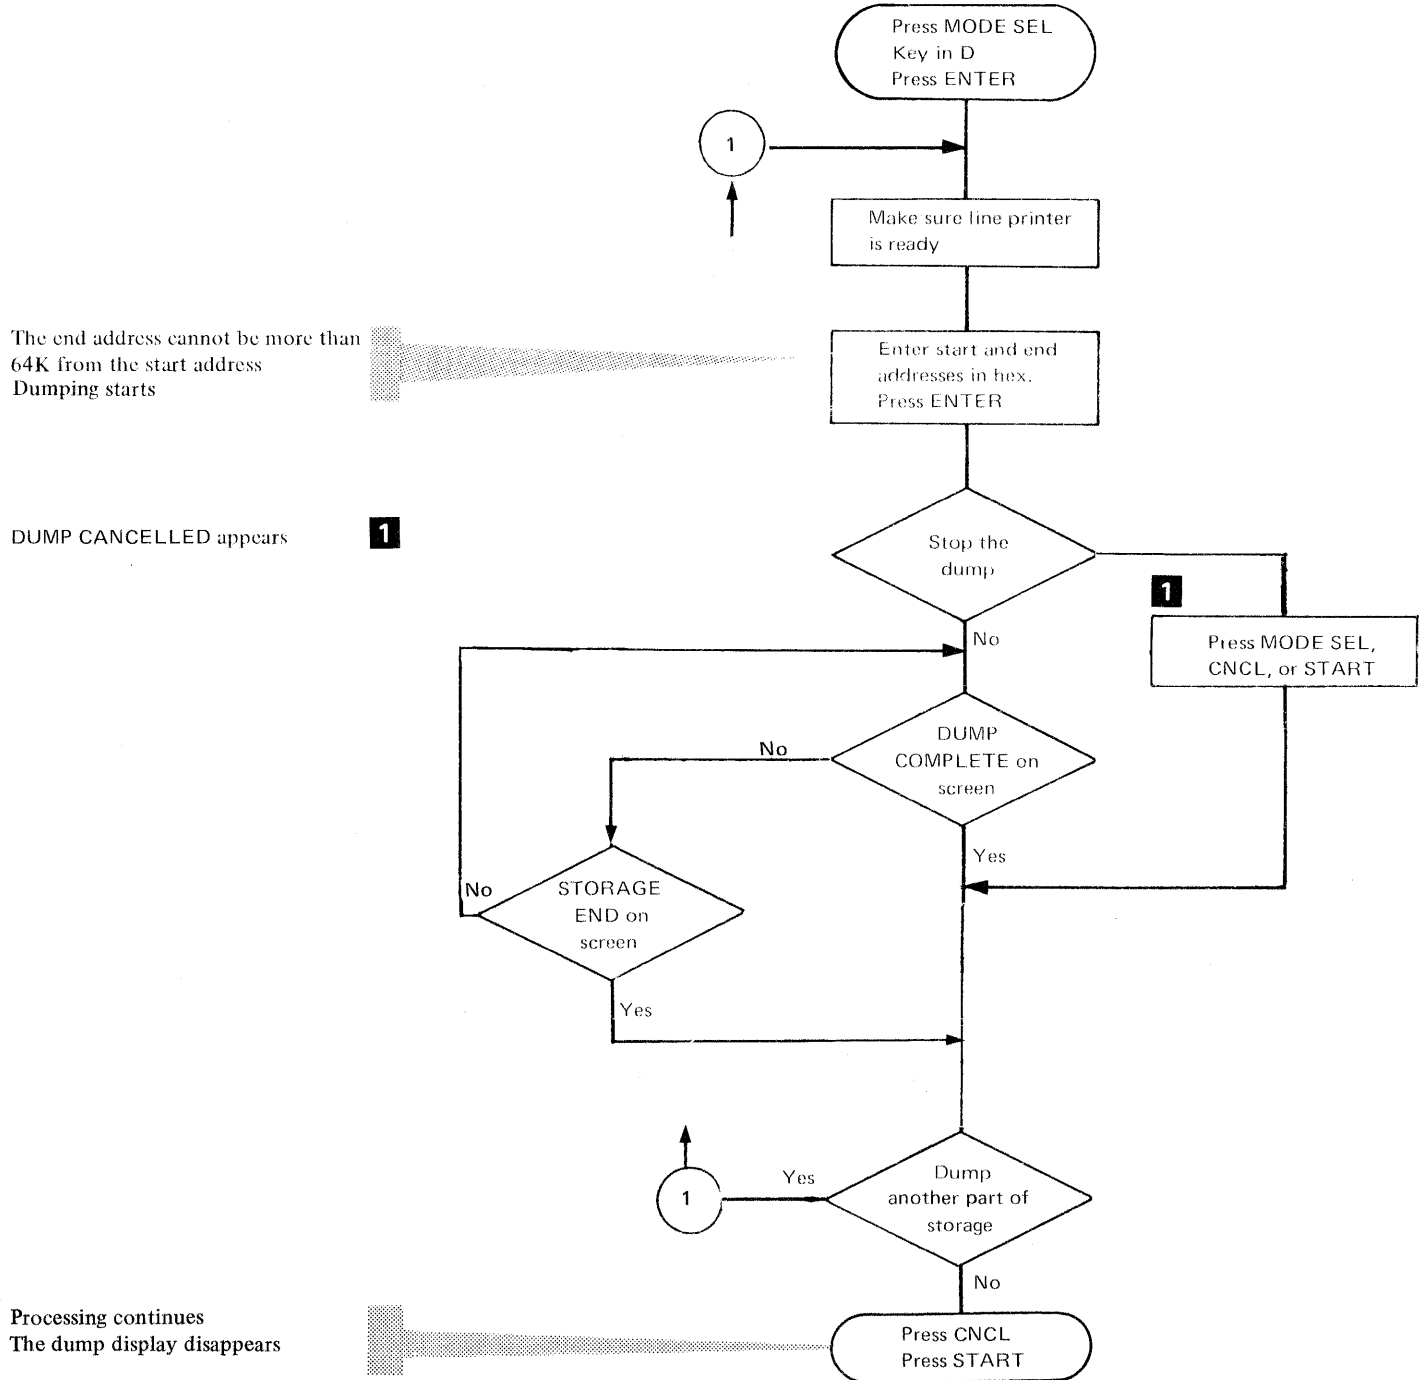 Press MODE SEL
Key in D
Press ENTER
1
Make sure line printer
is ready
The end address cannot be more than
64K from the start address
Dumping starts
Enter start and end
addresses in hex.
Press ENTER
DUMP CANCELLED appears
1
Stop the
dump
1
No
Press MODE SEL,
CNCL, or START
DUMP
COMPLETE on
screen
No
Yes
No
STORAGE
END on
screen
Yes
Dump
another part of
storage
Yes
1
No
Processing continues
The dump display disappears
Press CNCL
Press START